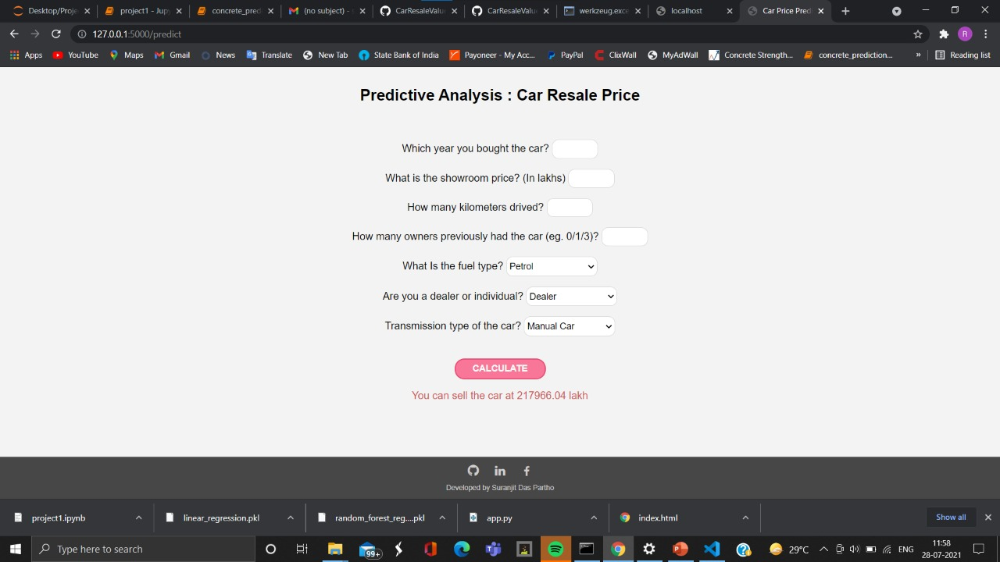 Desktop/Proje
project1 - Jup
concrete_pred
(no subject) -
CarResaleValu
CarResaleValu
werkzeug.exce
localhost
Car Price Pred
127.0.0.1:5000/predict
R
Apps
YouTube
Maps
Gmail
News
Translate
New Tab
State Bank of India
Payoneer - My Acc...
PayPal
ClixWall
MyAdWall
Concrete Strength...
concrete_prediction...
»
Reading list
Predictive Analysis : Car Resale Price
Which year you bought the car?
What is the showroom price? (In lakhs)
How many kilometers drived?
How many owners previously had the car (eg. 0/1/3)?
What Is the fuel type? Petrol
Are you a dealer or individual? Dealer
Transmission type of the car? Manual Car
CALCULATE
You can sell the car at 217966.04 lakh
Developed by Suranjit Das Partho
project1.ipynb
linear_regression.pkl
random_forest_reg....pkl
app.py
index.html
Show all
Type here to search
99+
29°C
ENG
11:58
28-07-2021